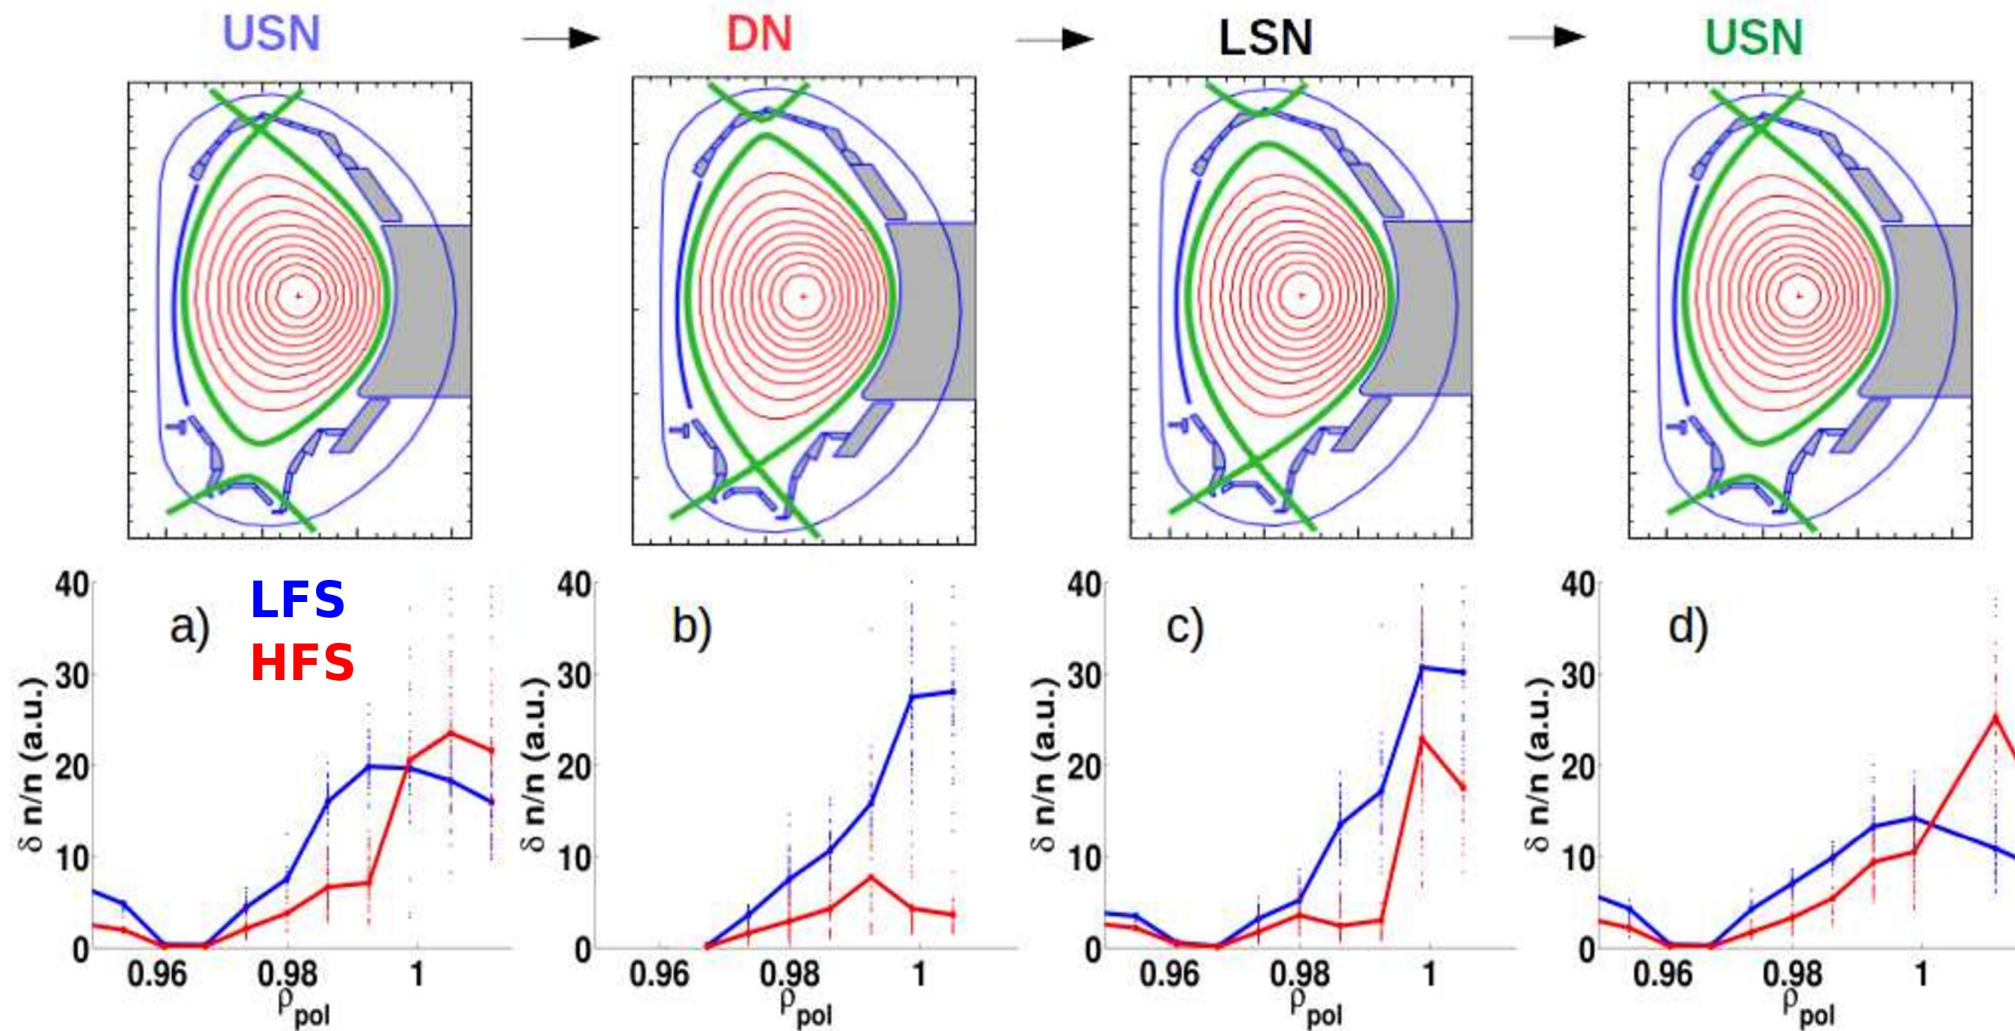 USN
DN
LSN
USN
a)
LFS
HFS
40
30
20
10
0
δ n/n (a.u.)
0.96
0.98
1
ρpol
b)
40
30
20
10
0
δ n/n (a.u.)
0.96
0.98
1
ρpol
c)
40
30
20
10
0
δ n/n (a.u.)
0.96
0.98
1
ρpol
d)
40
30
20
10
0
δ n/n (a.u.)
0.96
0.98
1
ρpol